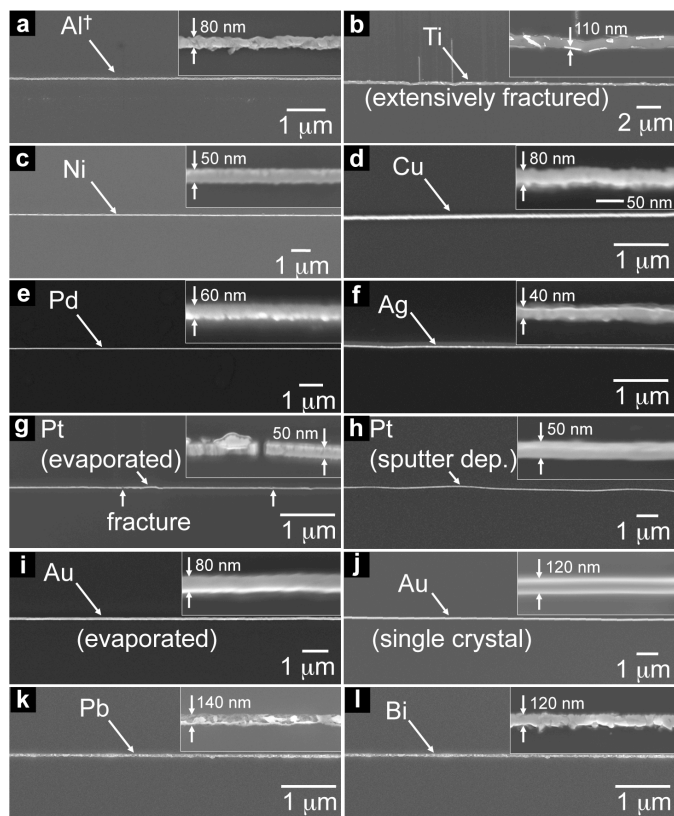 a
Al†
80 nm
1 μm
b
Ti
(extensively fractured)
110 nm
2 μm
c
Ni
50 nm
1 μm
d
Cu
80 nm
50 nm
1 μm
e
Pd
60 nm
1 μm
f
Ag
40 nm
1 μm
g
Pt
(evaporated)
50 nm
fracture
1 μm
h
Pt
(sputter dep.)
50 nm
1 μm
i
Au
80 nm
(evaporated)
1 μm
j
Au
120 nm
(single crystal)
1 μm
k
Pb
140 nm
1 μm
l
Bi
120 nm
1 μm